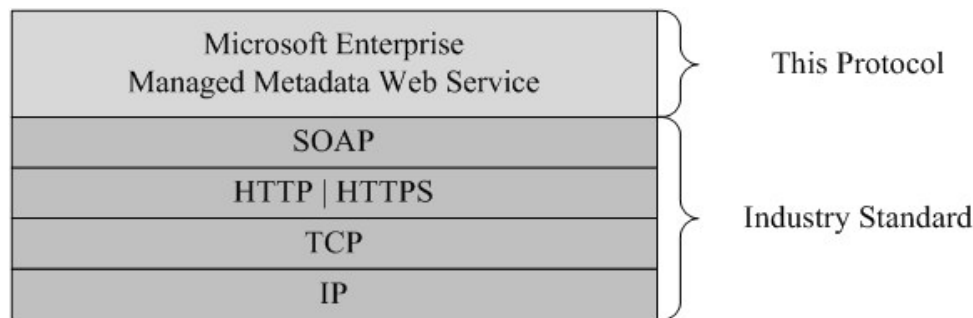 Microsoft Enterprise
Managed Metadata Web Service
This Protocol
SOAP
HTTP | HTTPS
TCP
IP
Industry Standard